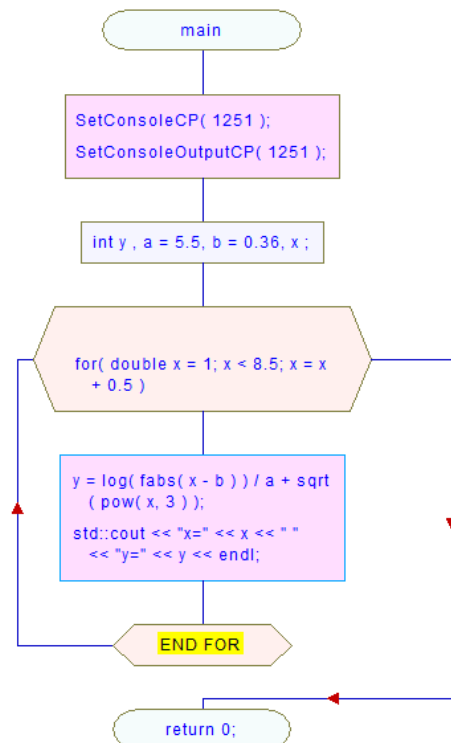 main
SetConsoleCP( 1251 );
SetConsoleOutputCP( 1251 );
int y , a = 5.5, b = 0.36, x ;
for( double x = 1; x < 8.5; x = x
+ 0.5 )
y = log( fabs( x - b ) ) / a + sqrt
( pow( x, 3 ) );
std::cout << "x=" << x << " "
<< "y=" << y << endl;
END FOR
return 0;